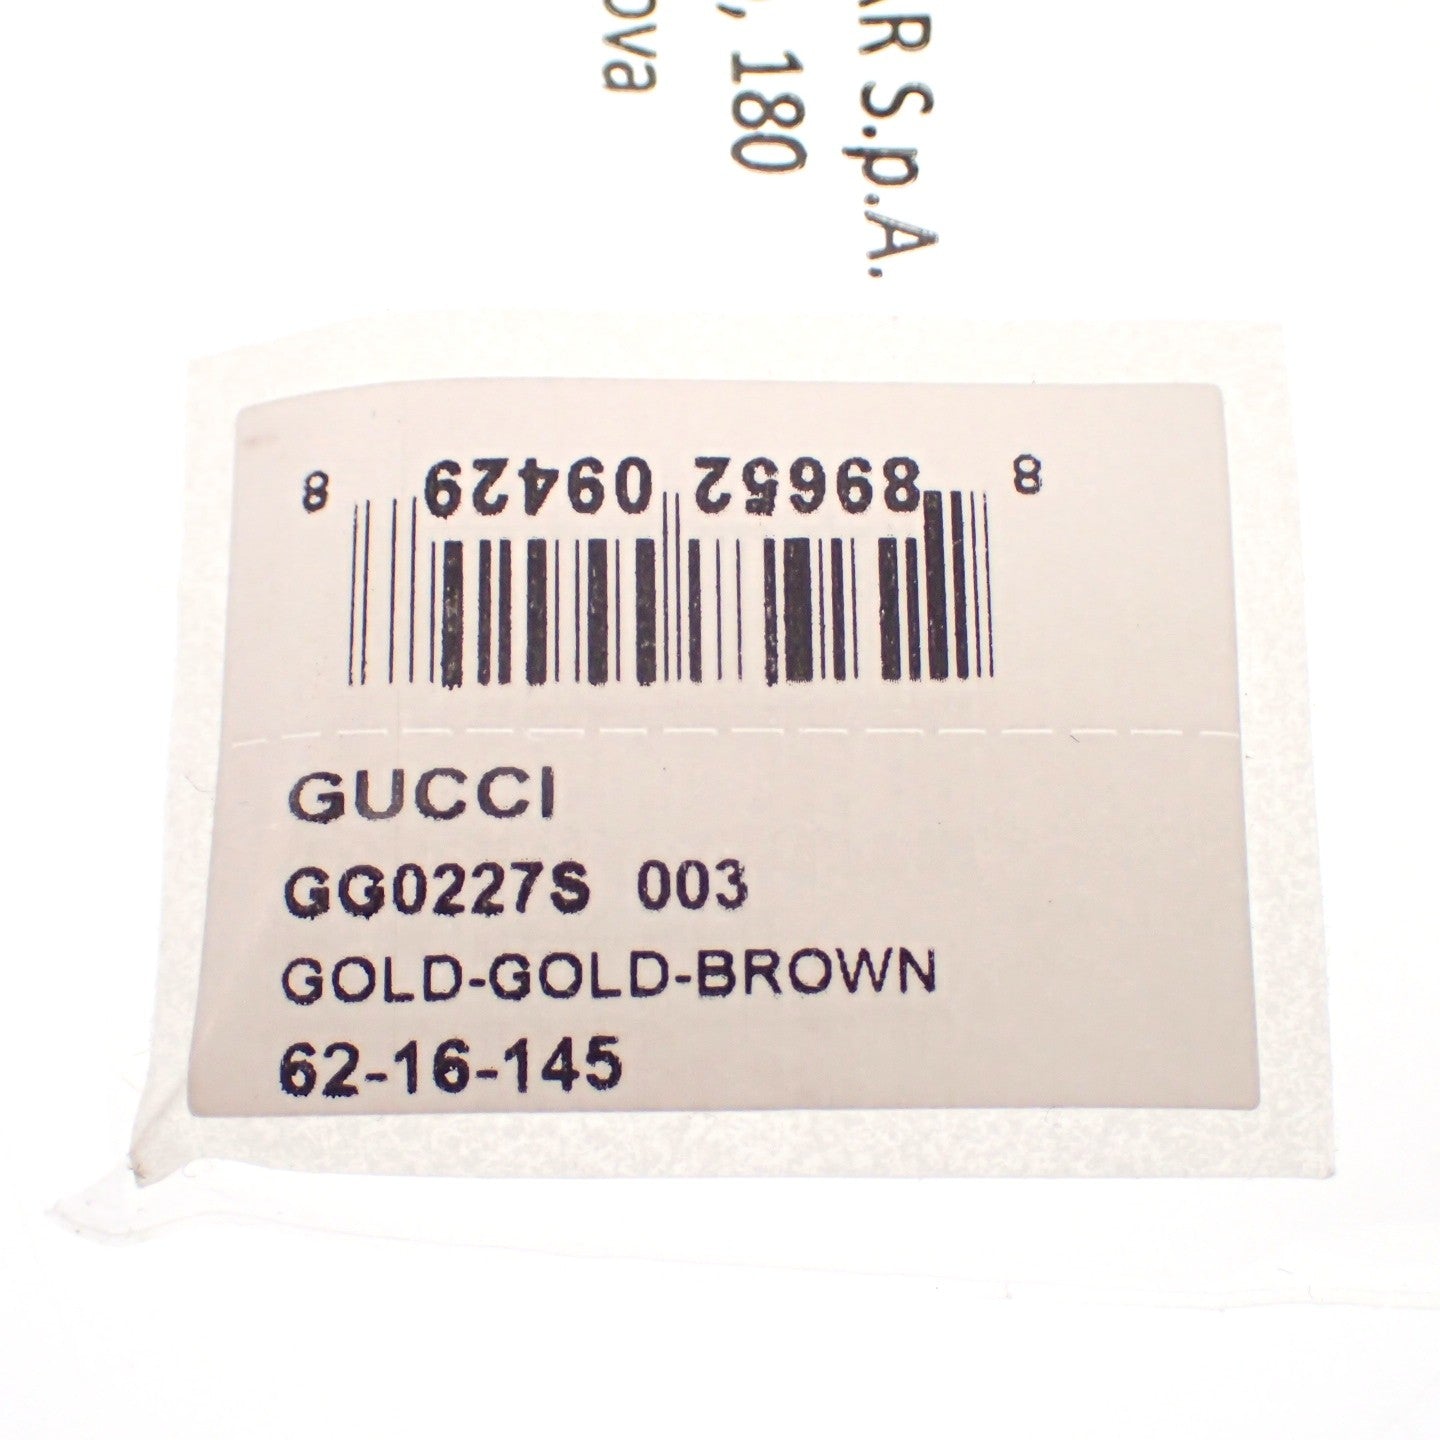 AR S.p.A.
, 180
ova
8 89652 09429 8
GUCCI
GG0227S 003
GOLD-GOLD-BROWN
62-16-145